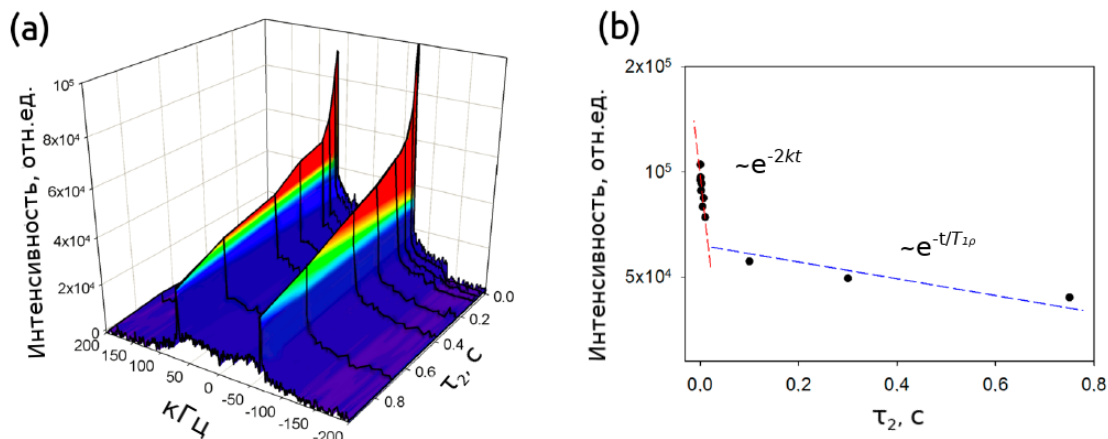 (a)
Интенсивность, отн.ед.
10⁵
8x10⁴
6x10⁴
4x10⁴
2x10⁴
0
200
150
100
50
0
-50
-100
-150
-200
кГц
0.0
0.2
0.4
0.6
0.8
τ₂, с
(b)
Интенсивность, отн.ед.
2x10⁵
10⁵
5x10⁴
~e⁻²ᵏᵗ
~e^-t/T₁ᵨ
0.0 0.2 0.4 0.6 0.8
τ₂, с